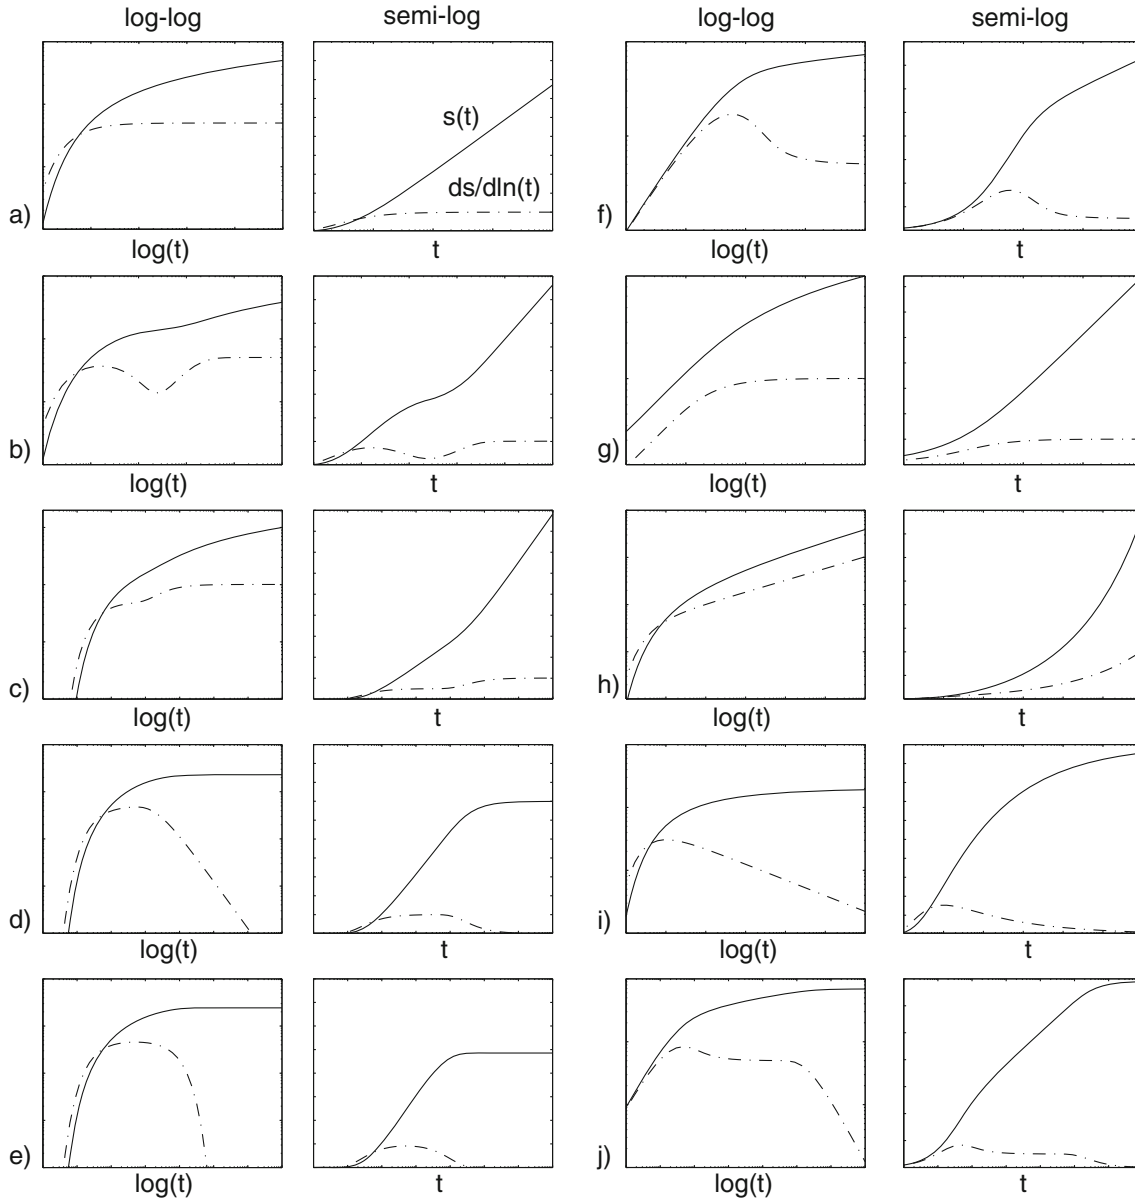 log-log semi-log log-log semi-log
s(t)
ds/dln(t)
a) f)
log(t) t log(t) t
b) g)
log(t) t log(t) t
c) h)
log(t) t log(t) t
d) i)
log(t) t log(t) t
e) j)
log(t) t log(t) t